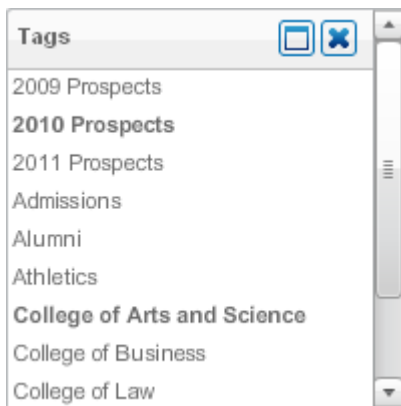 Tags
2009 Prospects
2010 Prospects
2011 Prospects
Admissions
Alumni
Athletics
College of Arts and Science
College of Business
College of Law